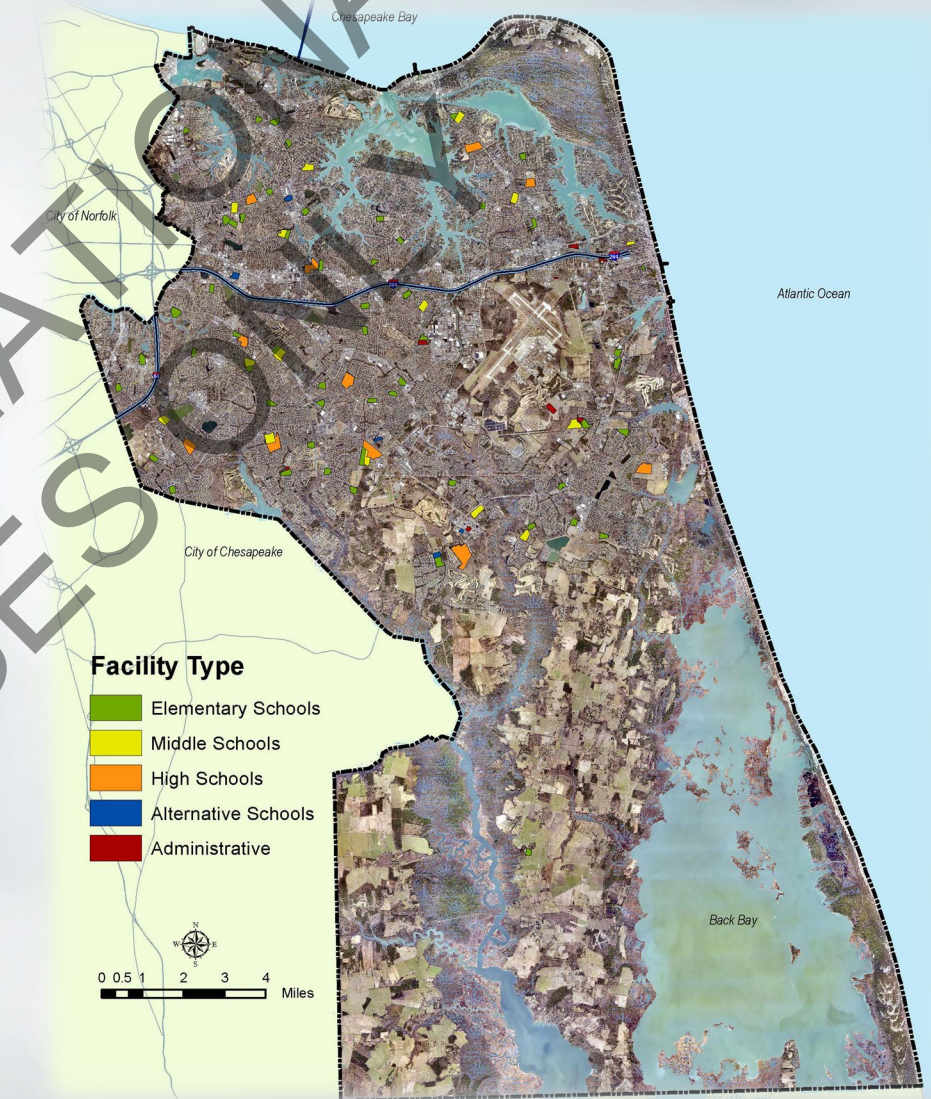 Chesapeake Bay
City of Norfolk
Atlantic Ocean
City of Chesapeake
Facility Type
Elementary Schools
Middle Schools
High Schools
Alternative Schools
Administrative
Back Bay
N
W E
S
0 0.5 1 2 3 4
Miles